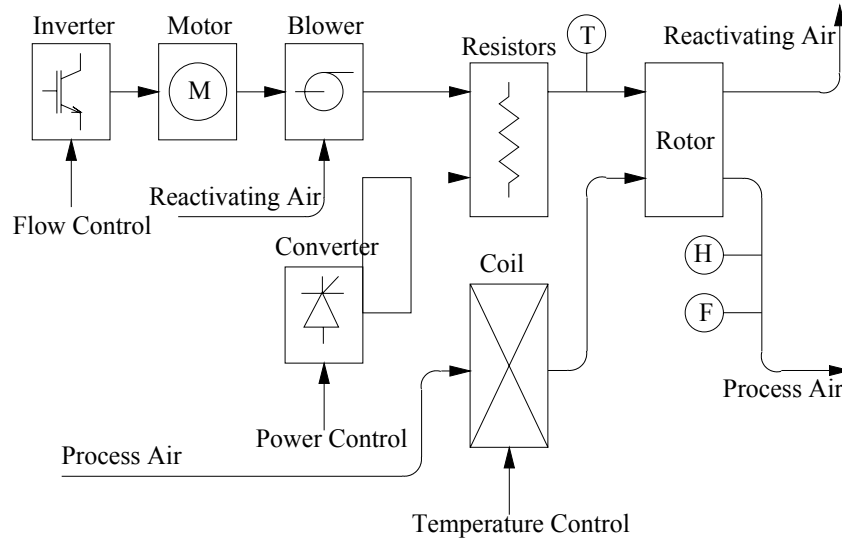 Inverter
Motor
Blower
Resistors
T
Reactivating Air
M
Rotor
Reactivating Air
Flow Control
Converter
Coil
H
F
Process Air
Power Control
Process Air
Temperature Control